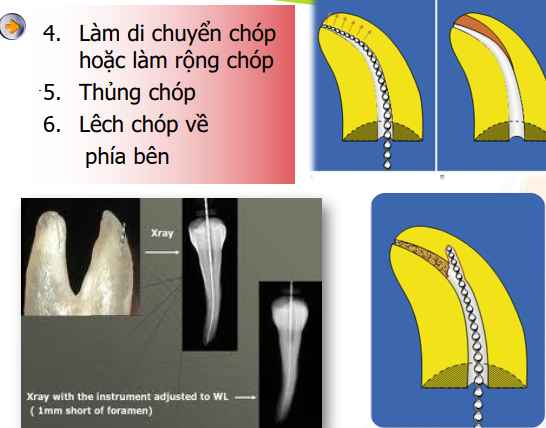 4. Làm di chuyển chóp
hoặc làm rộng chóp
5. Thủng chóp
6. Lêch chóp về
phía bên
Xray
Xray with the instrument adjusted to WL
( 1mm short of foramen)